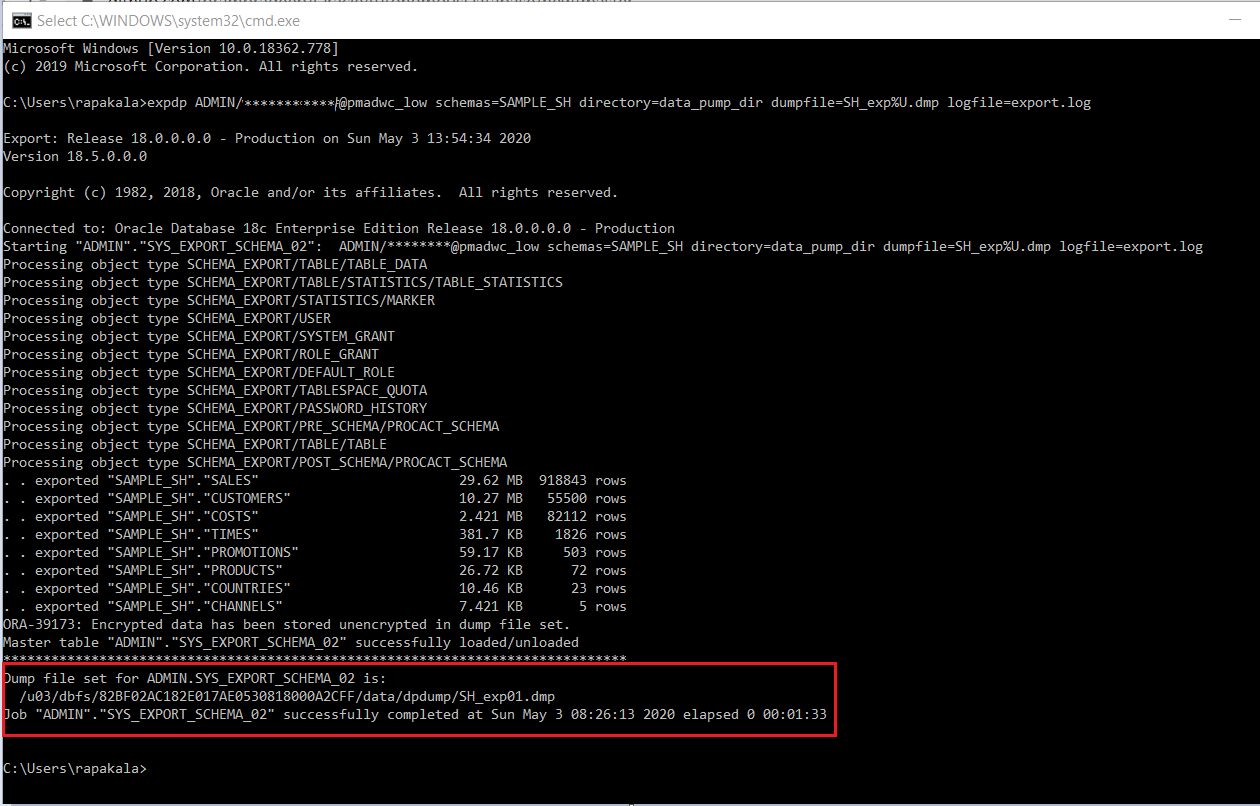 Select C:\WINDOWS\system32\cmd.exe
Microsoft Windows [Version 10.0.18362.778]
(c) 2019 Microsoft Corporation. All rights reserved.
C:\Users\rapakala>expdp ADMIN/************@pmadwc_low schemas=SAMPLE_SH directory=data_pump_dir dumpfile=SH_exp%U.dmp logfile=export.log
Export: Release 18.0.0.0.0 - Production on Sun May 3 13:54:34 2020
Version 18.5.0.0.0
Copyright (c) 1982, 2018, Oracle and/or its affiliates.  All rights reserved.
Connected to: Oracle Database 18c Enterprise Edition Release 18.0.0.0.0 - Production
Starting "ADMIN"."SYS_EXPORT_SCHEMA_02":  ADMIN/********@pmadwc_low schemas=SAMPLE_SH directory=data_pump_dir dumpfile=SH_exp%U.dmp logfile=export.log
Processing object type SCHEMA_EXPORT/TABLE/TABLE_DATA
Processing object type SCHEMA_EXPORT/TABLE/STATISTICS/TABLE_STATISTICS
Processing object type SCHEMA_EXPORT/STATISTICS/MARKER
Processing object type SCHEMA_EXPORT/USER
Processing object type SCHEMA_EXPORT/SYSTEM_GRANT
Processing object type SCHEMA_EXPORT/ROLE_GRANT
Processing object type SCHEMA_EXPORT/DEFAULT_ROLE
Processing object type SCHEMA_EXPORT/TABLESPACE_QUOTA
Processing object type SCHEMA_EXPORT/PASSWORD_HISTORY
Processing object type SCHEMA_EXPORT/PRE_SCHEMA/PROCACT_SCHEMA
Processing object type SCHEMA_EXPORT/TABLE/TABLE
Processing object type SCHEMA_EXPORT/POST_SCHEMA/PROCACT_SCHEMA
. . exported "SAMPLE_SH"."SALES"                         29.62 MB  918843 rows
. . exported "SAMPLE_SH"."CUSTOMERS"                     10.27 MB   55500 rows
. . exported "SAMPLE_SH"."COSTS"                         2.421 MB   82112 rows
. . exported "SAMPLE_SH"."TIMES"                         381.7 KB    1826 rows
. . exported "SAMPLE_SH"."PROMOTIONS"                    59.17 KB     503 rows
. . exported "SAMPLE_SH"."PRODUCTS"                      26.72 KB      72 rows
. . exported "SAMPLE_SH"."COUNTRIES"                     10.46 KB      23 rows
. . exported "SAMPLE_SH"."CHANNELS"                      7.421 KB       5 rows
ORA-39173: Encrypted data has been stored unencrypted in dump file set.
Master table "ADMIN"."SYS_EXPORT_SCHEMA_02" successfully loaded/unloaded
******************************************************************************
Dump file set for ADMIN.SYS_EXPORT_SCHEMA_02 is:
  /u03/dbfs/82BF02AC182E017AE0530818000A2CFF/data/dpdump/SH_exp01.dmp
Job "ADMIN"."SYS_EXPORT_SCHEMA_02" successfully completed at Sun May 3 08:26:13 2020 elapsed 0 00:01:33
C:\Users\rapakala>